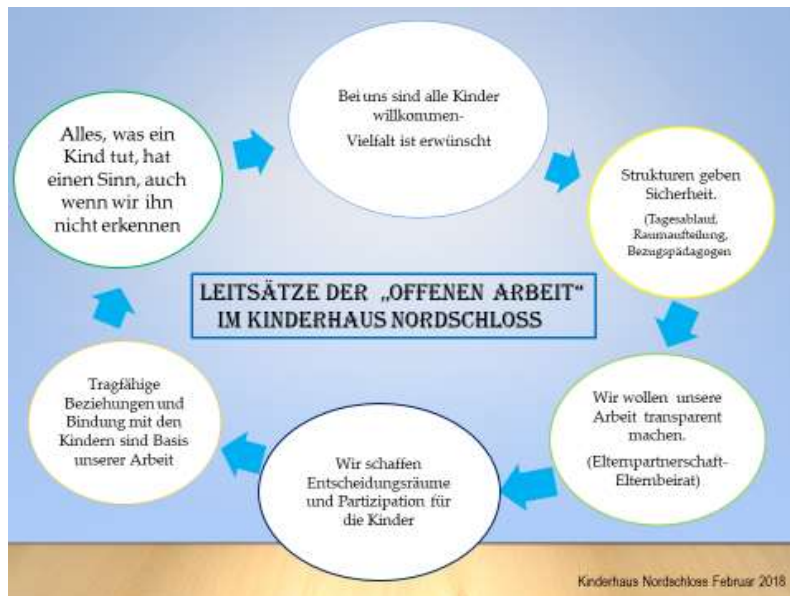 Bei uns sind alle Kinder
willkommen-
Vielfalt ist erwünscht
Strukturen geben
Sicherheit.
(Tagesablauf,
Raumaufteilung,
Bezugspädagogen
Wir wollen unsere
Arbeit transparent
machen.
(Elternpartnerschaft-
Elternbeirat)
Wir schaffen
Entscheidungsräume
und Partizipation für
die Kinder
Tragfähige
Beziehungen und
Bindung mit den
Kindern sind Basis
unserer Arbeit
Alles, was ein
Kind tut, hat
einen Sinn, auch
wenn wir ihn
nicht erkennen
LEITSÄTZE DER „OFFENEN ARBEIT“
IM KINDERHAUS NORDSCHLOSS
Kinderhaus Nordschloss Februar 2018